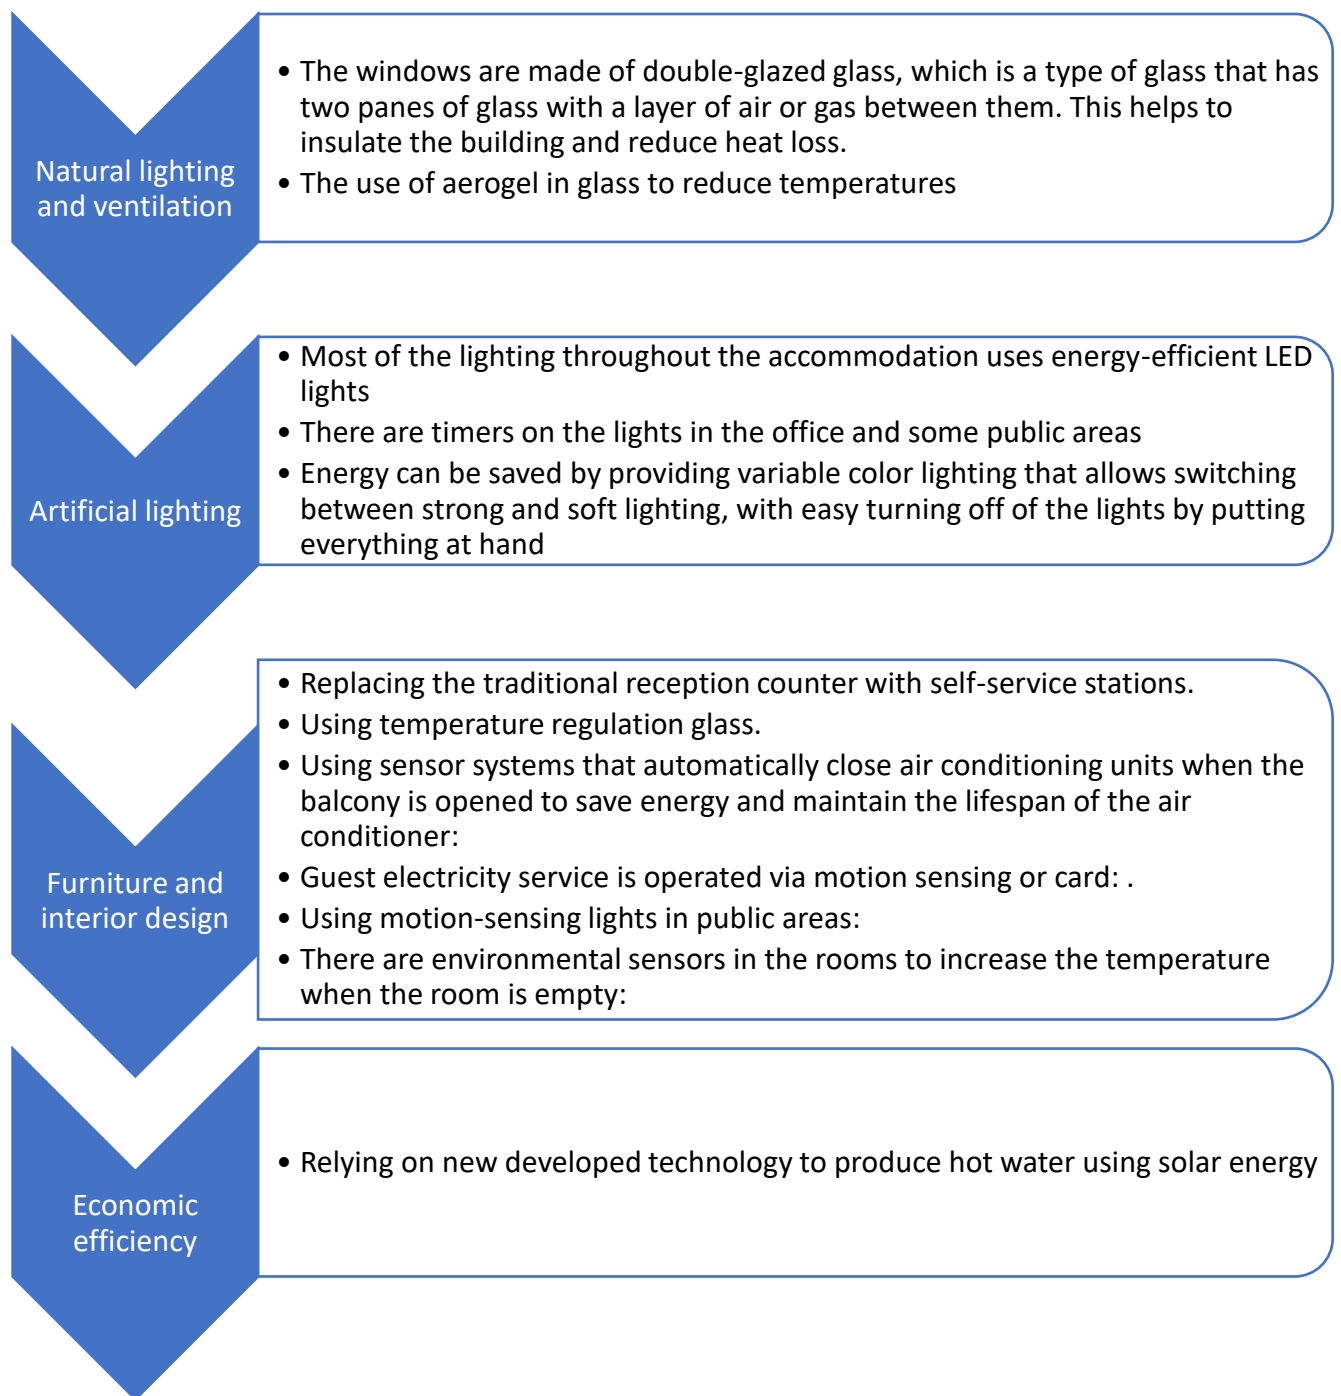 Natural lighting
and ventilation
• The windows are made of double-glazed glass, which is a type of glass that has
two panes of glass with a layer of air or gas between them. This helps to
insulate the building and reduce heat loss.
• The use of aerogel in glass to reduce temperatures
Artificial lighting
• Most of the lighting throughout the accommodation uses energy-efficient LED
lights
• There are timers on the lights in the office and some public areas
• Energy can be saved by providing variable color lighting that allows switching
between strong and soft lighting, with easy turning off of the lights by putting
everything at hand
Furniture and
interior design
• Replacing the traditional reception counter with self-service stations.
• Using temperature regulation glass.
• Using sensor systems that automatically close air conditioning units when the
balcony is opened to save energy and maintain the lifespan of the air
conditioner:
• Guest electricity service is operated via motion sensing or card: .
• Using motion-sensing lights in public areas:
• There are environmental sensors in the rooms to increase the temperature
when the room is empty:
Economic
efficiency
• Relying on new developed technology to produce hot water using solar energy